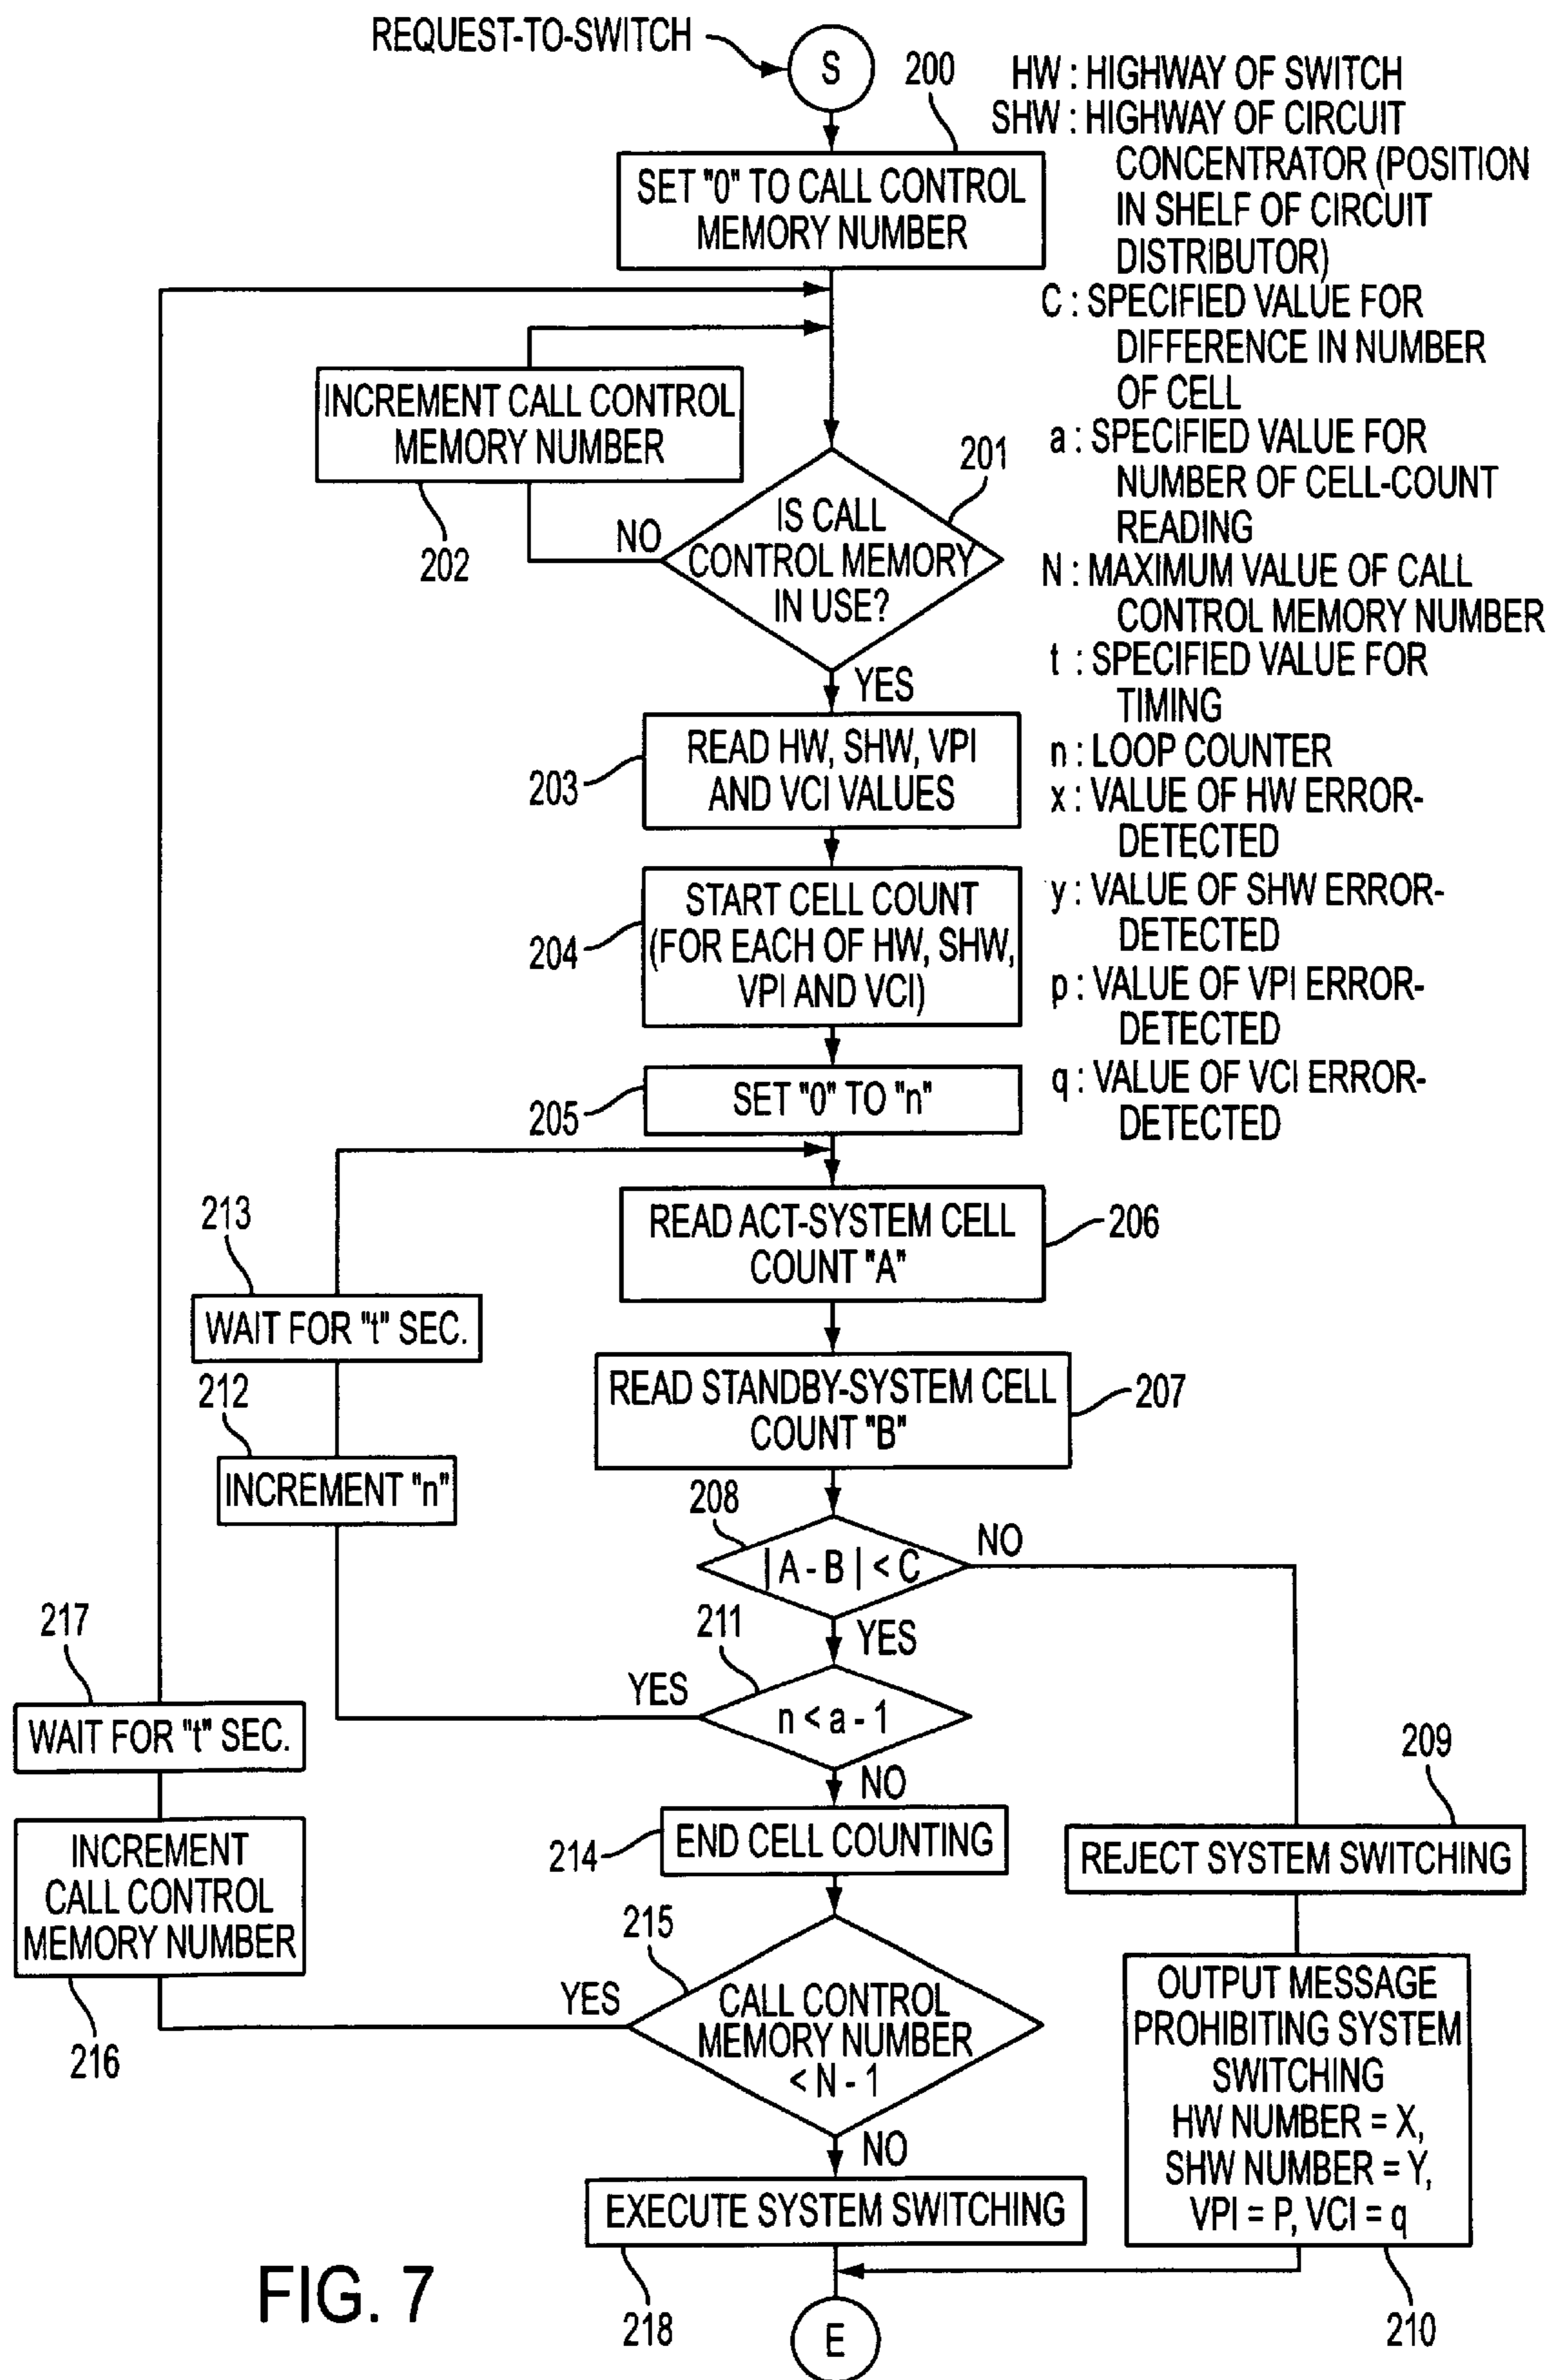 REQUEST-TO-SWITCH
S
200
SET "0" TO CALL CONTROL
MEMORY NUMBER
HW : HIGHWAY OF SWITCH
SHW : HIGHWAY OF CIRCUIT
CONCENTRATOR (POSITION
IN SHELF OF CIRCUIT
DISTRIBUTOR)
C : SPECIFIED VALUE FOR
DIFFERENCE IN NUMBER
OF CELL
a : SPECIFIED VALUE FOR
NUMBER OF CELL-COUNT
READING
N : MAXIMUM VALUE OF CALL
CONTROL MEMORY NUMBER
t : SPECIFIED VALUE FOR
TIMING
n : LOOP COUNTER
x : VALUE OF HW ERROR-
DETECTED
y : VALUE OF SHW ERROR-
DETECTED
p : VALUE OF VPI ERROR-
DETECTED
q : VALUE OF VCI ERROR-
DETECTED
INCREMENT CALL CONTROL
MEMORY NUMBER
202
201
IS CALL
CONTROL MEMORY
IN USE?
NO
YES
READ HW, SHW, VPI
AND VCI VALUES
203
START CELL COUNT
(FOR EACH OF HW, SHW,
VPI AND VCI)
204
SET "0" TO "n"
205
READ ACT-SYSTEM CELL
COUNT "A"
206
213
WAIT FOR "t" SEC.
READ STANDBY-SYSTEM CELL
COUNT "B"
207
212
INCREMENT "n"
208
| A - B | < C
NO
YES
211
n < a - 1
YES
NO
217
WAIT FOR "t" SEC.
209
REJECT SYSTEM SWITCHING
END CELL COUNTING
214
INCREMENT
CALL CONTROL
MEMORY NUMBER
216
215
CALL CONTROL
MEMORY NUMBER
< N - 1
YES
NO
OUTPUT MESSAGE
PROHIBITING SYSTEM
SWITCHING
HW NUMBER = X,
SHW NUMBER = Y,
VPI = P, VCI = q
210
EXECUTE SYSTEM SWITCHING
218
E
FIG. 7